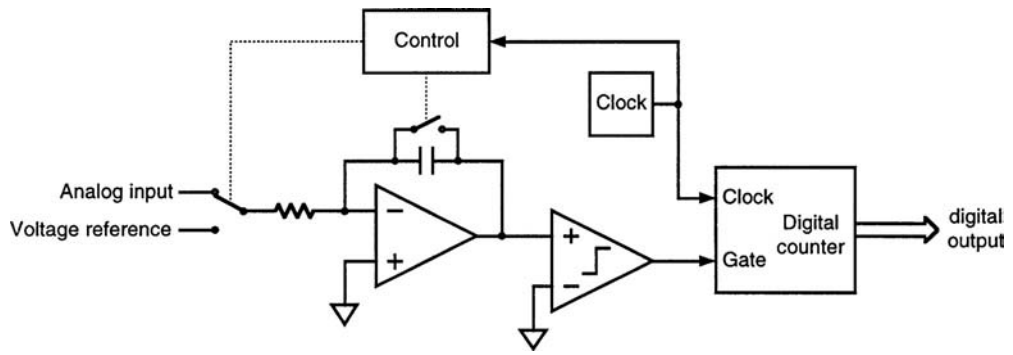 Control
Clock
Analog input
Voltage reference
−
+
+
−
Clock
Digital
counter
Gate
digital
output